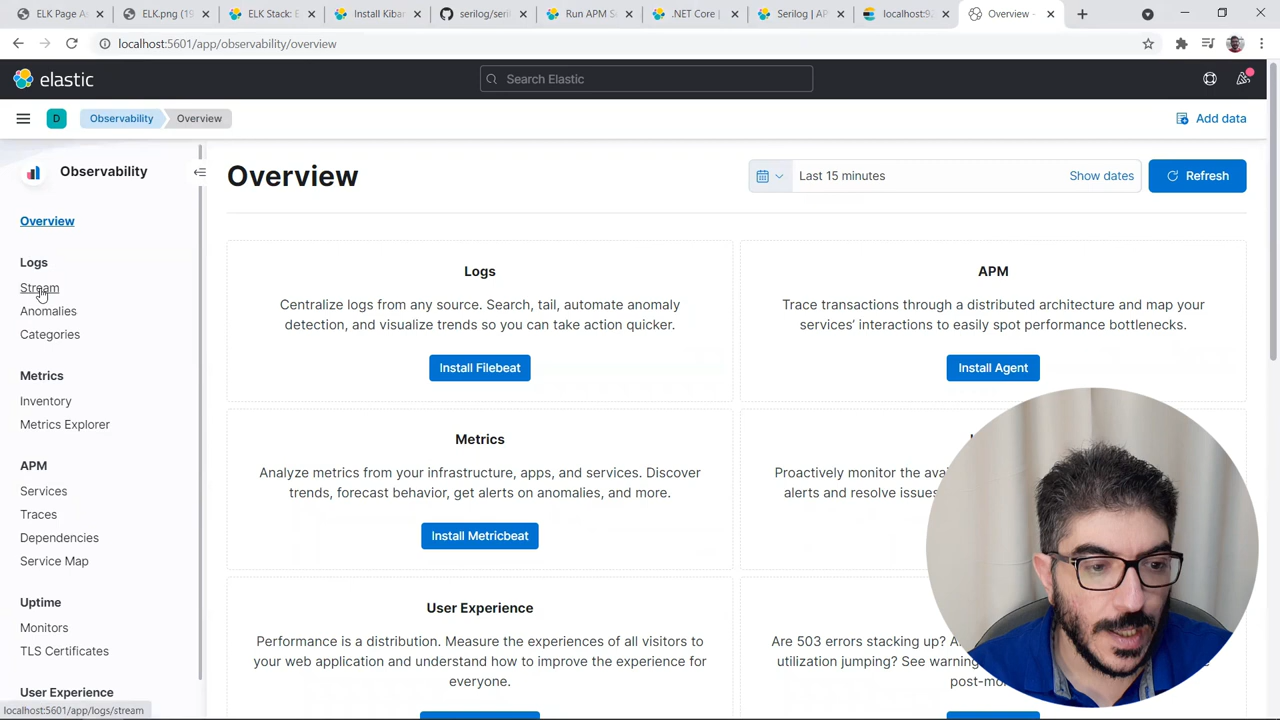 ELK Page As
ELK.png (19
ELK Stack: E
Install Kiba
serilog/seri
Run APM S
.NET Core |
Serilog | AP
localhost:92
Overview -
localhost:5601/app/observability/overview
elastic
Search Elastic
D
Observability
Overview
Add data
Observability
Overview
Logs
Stream
Anomalies
Categories
Metrics
Inventory
Metrics Explorer
APM
Services
Traces
Dependencies
Service Map
Uptime
Monitors
TLS Certificates
User Experience
localhost:5601/app/logs/stream
Overview
Last 15 minutes
Show dates
Refresh
Logs
Centralize logs from any source. Search, tail, automate anomaly
detection, and visualize trends so you can take action quicker.
Install Filebeat
APM
Trace transactions through a distributed architecture and map your
services' interactions to easily spot performance bottlenecks.
Install Agent
Metrics
Analyze metrics from your infrastructure, apps, and services. Discover
trends, forecast behavior, get alerts on anomalies, and more.
Install Metricbeat
Proactively monitor the
alerts and resolve
User Experience
Performance is a distribution. Measure the experiences of all visitors to
your web application and understand how to improve the experience for
everyone.
Are 503 errors stacking up?
utilization jumping? See